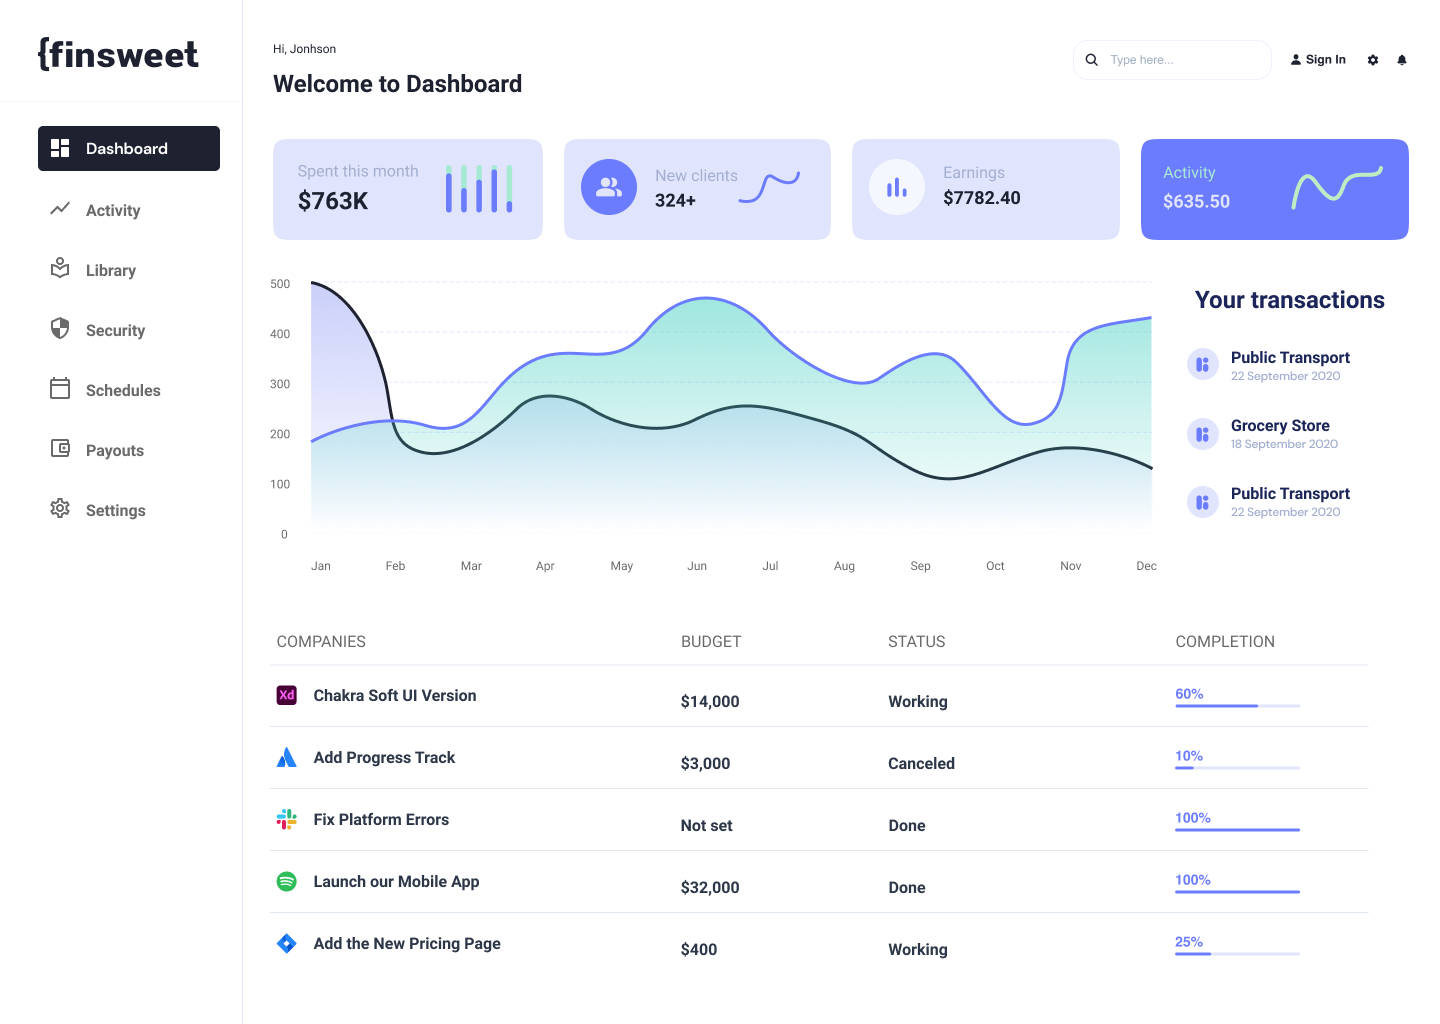 {finsweet
Dashboard
Activity
Library
Security
Schedules
Payouts
Settings
Hi, Jonhson
Welcome to Dashboard
Type here...
Sign In
Spent this month
$763K
New clients
324+
Earnings
$7782.40
Activity
$635.50
500
400
300
200
100
0
Jan Feb Mar Apr May Jun Jul Aug Sep Oct Nov Dec
Your transactions
Public Transport
22 September 2020
Grocery Store
18 September 2020
Public Transport
22 September 2020
COMPANIES BUDGET STATUS COMPLETION
Xd Chakra Soft UI Version $14,000 Working 60%
Add Progress Track $3,000 Canceled 10%
Fix Platform Errors Not set Done 100%
Launch our Mobile App $32,000 Done 100%
Add the New Pricing Page $400 Working 25%